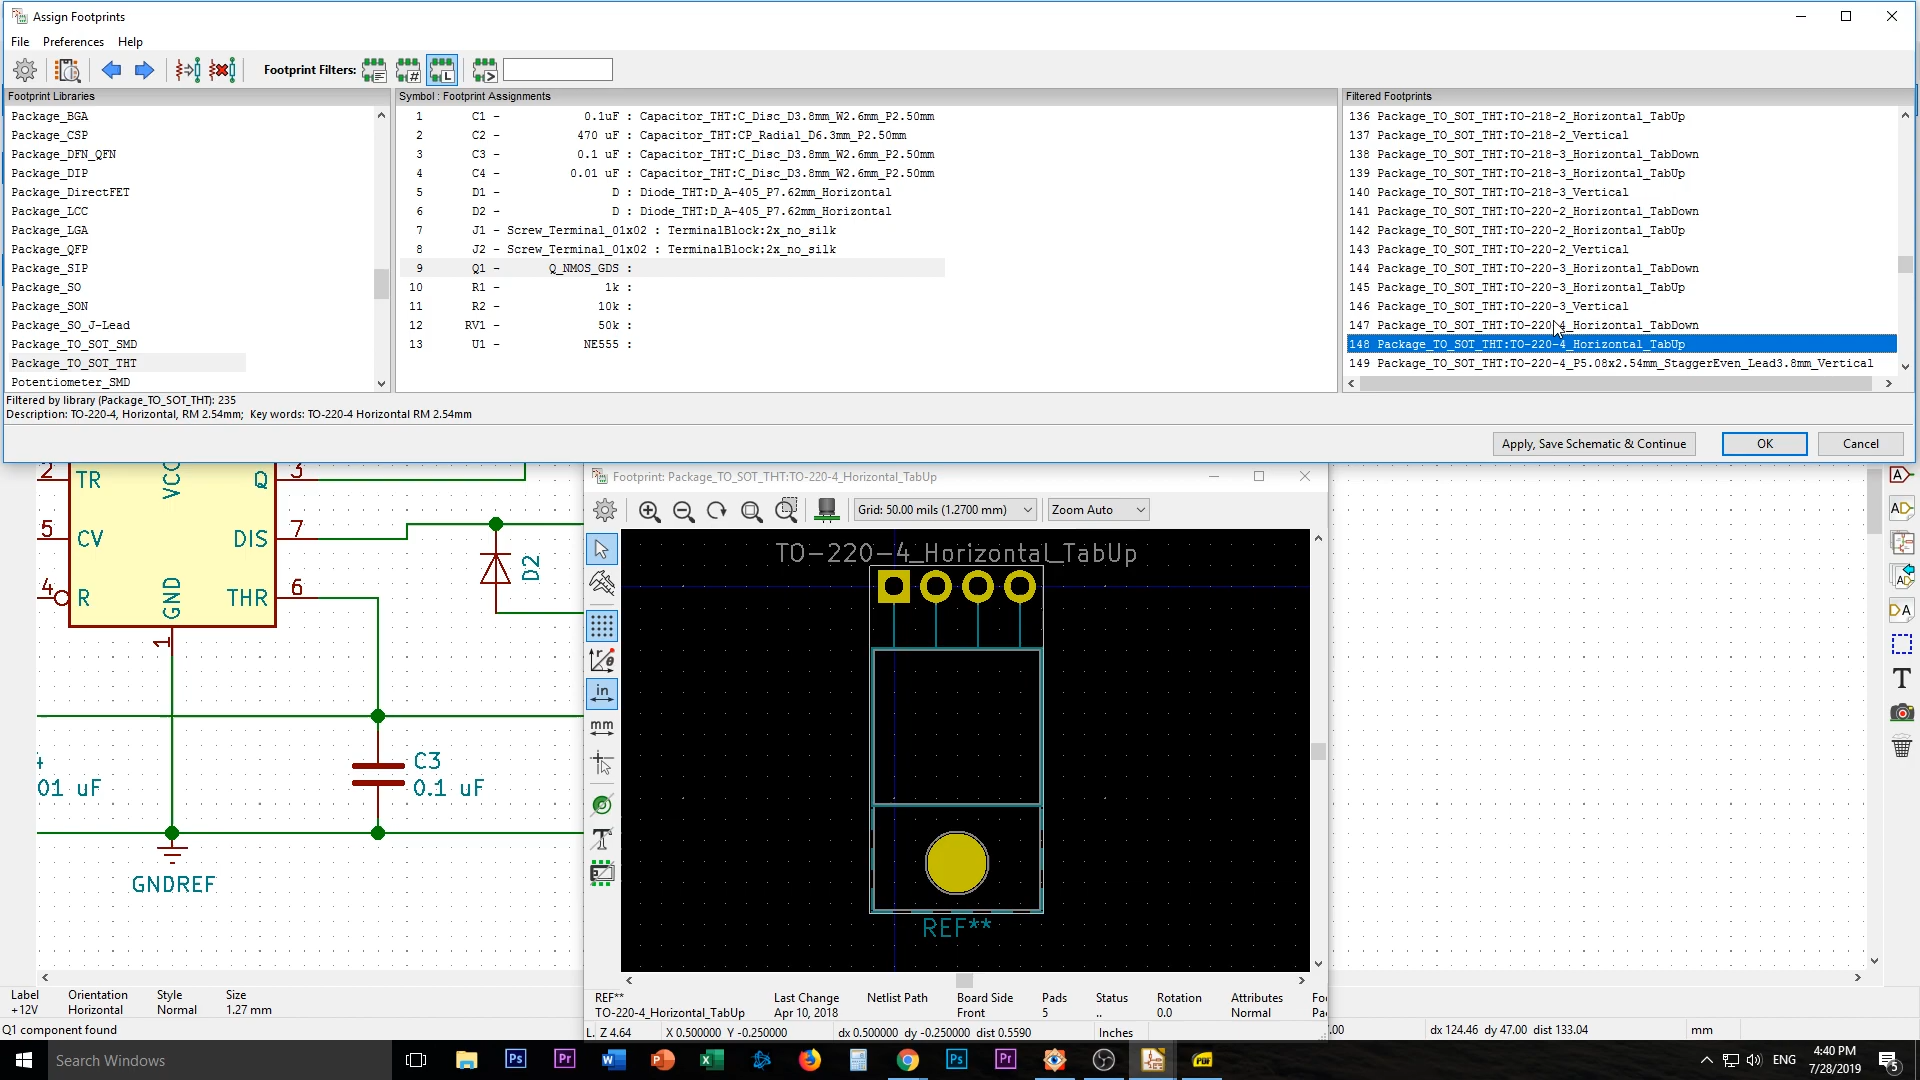 Assign Footprints
File Preferences Help
Footprint Filters:
Footprint Libraries
Package_BGA
Package_CSP
Package_DFN_QFN
Package_DIP
Package_DirectFET
Package_LCC
Package_LGA
Package_QFP
Package_SIP
Package_SO
Package_SON
Package_SO_J-Lead
Package_TO_SOT_SMD
Package_TO_SOT_THT
Potentiometer_SMD
Symbol : Footprint Assignments
1 C1 - 0.1uF : Capacitor_THT:C_Disc_D3.8mm_W2.6mm_P2.50mm
2 C2 - 470 uF : Capacitor_THT:CP_Radial_D6.3mm_P2.50mm
3 C3 - 0.1 uF : Capacitor_THT:C_Disc_D3.8mm_W2.6mm_P2.50mm
4 C4 - 0.01 uF : Capacitor_THT:C_Disc_D3.8mm_W2.6mm_P2.50mm
5 D1 - D : Diode_THT:D_A-405_P7.62mm_Horizontal
6 D2 - D : Diode_THT:D_A-405_P7.62mm_Horizontal
7 J1 - Screw_Terminal_01x02 : TerminalBlock:2x_no_silk
8 J2 - Screw_Terminal_01x02 : TerminalBlock:2x_no_silk
9 Q1 - Q_NMOS_GDS :
10 R1 - 1k :
11 R2 - 10k :
12 RV1 - 50k :
13 U1 - NE555 :
Filtered Footprints
136 Package_TO_SOT_THT:TO-218-2_Horizontal_TabUp
137 Package_TO_SOT_THT:TO-218-2_Vertical
138 Package_TO_SOT_THT:TO-218-3_Horizontal_TabDown
139 Package_TO_SOT_THT:TO-218-3_Horizontal_TabUp
140 Package_TO_SOT_THT:TO-218-3_Vertical
141 Package_TO_SOT_THT:TO-220-2_Horizontal_TabDown
142 Package_TO_SOT_THT:TO-220-2_Horizontal_TabUp
143 Package_TO_SOT_THT:TO-220-2_Vertical
144 Package_TO_SOT_THT:TO-220-3_Horizontal_TabDown
145 Package_TO_SOT_THT:TO-220-3_Horizontal_TabUp
146 Package_TO_SOT_THT:TO-220-3_Vertical
147 Package_TO_SOT_THT:TO-220-4_Horizontal_TabDown
148 Package_TO_SOT_THT:TO-220-4_Horizontal_TabUp
149 Package_TO_SOT_THT:TO-220-4_P5.08x2.54mm_StaggerEven_Lead3.8mm_Vertical
Filtered by library (Package_TO_SOT_THT): 235
Description: TO-220-4, Horizontal, RM 2.54mm; Key words: TO-220-4 Horizontal RM 2.54mm
Apply, Save Schematic & Continue
OK
Cancel
2 TR VCC Q 3
5 CV DIS 7
4 R GND THR 6
1
D2
C3
0.1 uF
4
01 uF
GNDREF
Footprint: Package_TO_SOT_THT:TO-220-4_Horizontal_TabUp
Grid: 50.00 mils (1.2700 mm)
Zoom Auto
in
mm
TO-220-4_Horizontal_TabUp
REF**
REF** Last Change Netlist Path Board Side Pads Status Rotation Attributes Foo
TO-220-4_Horizontal_TabUp Apr 10, 2018 Front 5 .. 0.0 Normal Pa
L. Z 4.64 X 0.500000 Y -0.250000 dx 0.500000 dy -0.250000 dist 0.5590 Inches
Label Orientation Style Size
+12V Horizontal Normal 1.27 mm
Q1 component found
.00 dx 124.46 dy 47.00 dist 133.04 mm
Search Windows
ENG
4:40 PM
7/28/2019
5